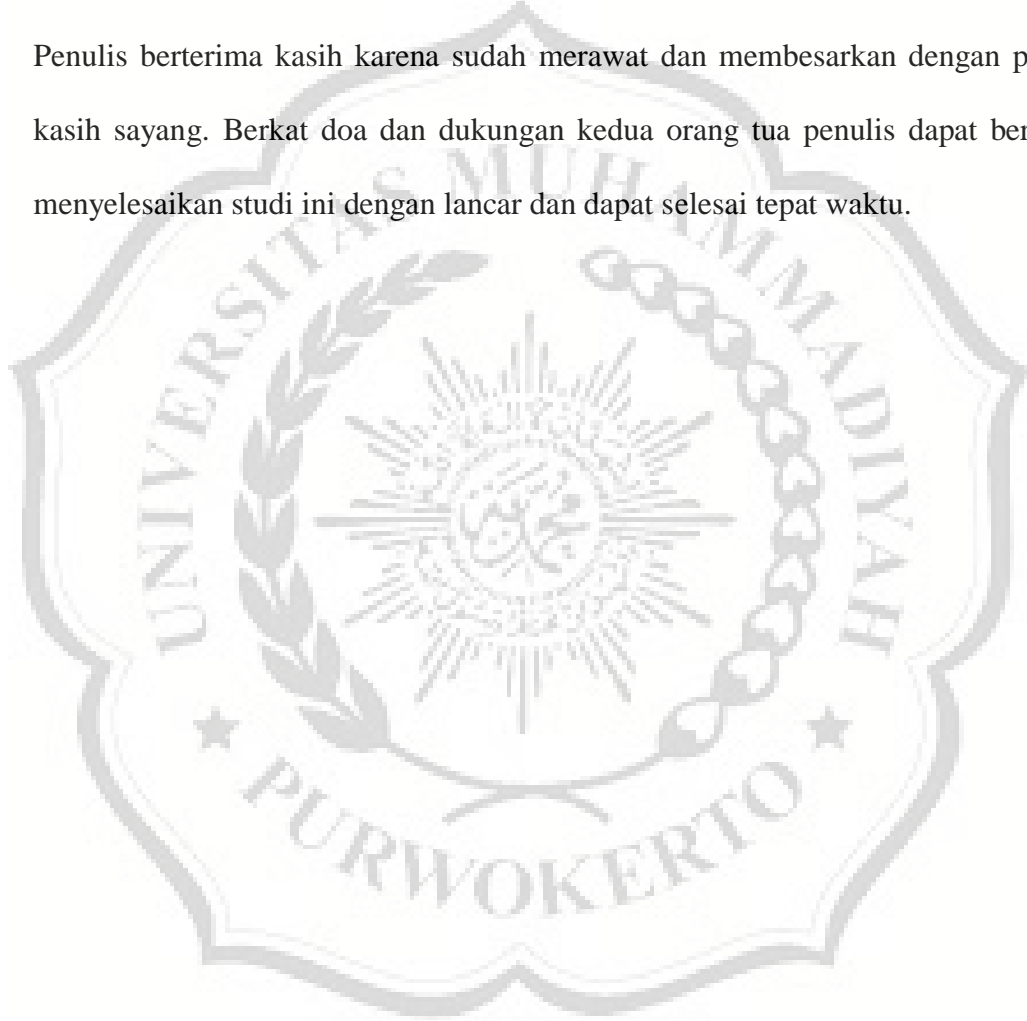 Penulis berterima kasih karena sudah merawat dan membesarkan dengan p
kasih sayang. Berkat doa dan dukungan kedua orang tua penulis dapat ber
menyelesaikan studi ini dengan lancar dan dapat selesai tepat waktu.
UNIVERSITAS MUHAMMADIYAH
PURWOKERTO